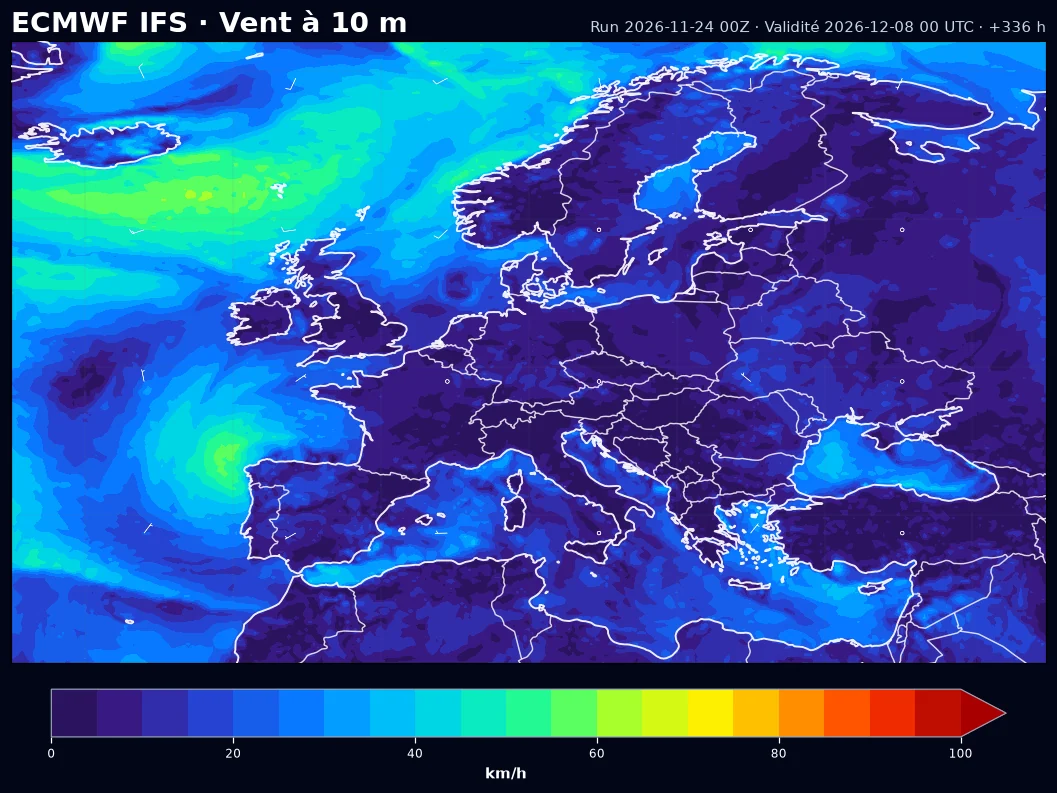 ECMWF IFS · Vent à 10 m
Run 2026-11-24 00Z · Validité 2026-12-08 00 UTC · +336 h
0 20 40 60 80 100
km/h